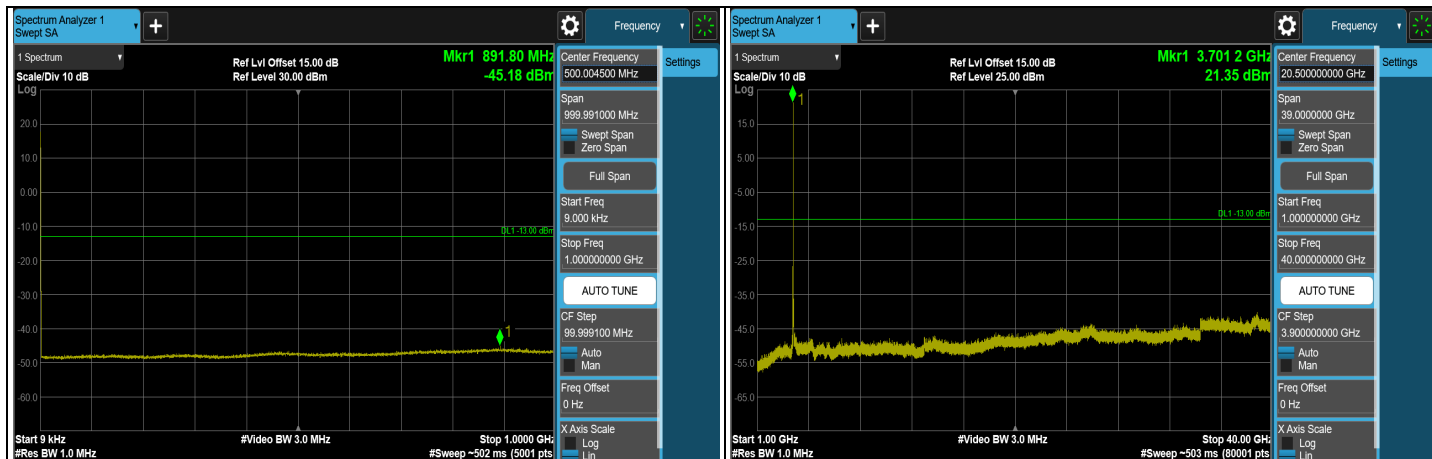 Spectrum Analyzer 1
Swept SA
+
Frequency
1 Spectrum
Scale/Div 10 dB
Log
Ref Lvl Offset 15.00 dB
Ref Level 30.00 dBm
Mkr1 891.80 MHz
-45.18 dBm
20.0
10.0
0.00
-10.0
-20.0
-30.0
-40.0
-50.0
-60.0
DL1 -13.00 dBm
1
Start 9 kHz
#Res BW 1.0 MHz
#Video BW 3.0 MHz
Stop 1.0000 GHz
#Sweep ~502 ms (5001 pts
Center Frequency
500.004500 MHz
Settings
Span
999.991000 MHz
Swept Span
Zero Span
Full Span
Start Freq
9.000 kHz
Stop Freq
1.000000000 GHz
AUTO TUNE
CF Step
99.999100 MHz
Auto
Man
Freq Offset
0 Hz
X Axis Scale
Log
Lin
Spectrum Analyzer 1
Swept SA
+
Frequency
1 Spectrum
Scale/Div 10 dB
Log
Ref Lvl Offset 15.00 dB
Ref Level 25.00 dBm
Mkr1 3.701 2 GHz
21.35 dBm
1
15.0
5.00
-5.00
-15.0
-25.0
-35.0
-45.0
-55.0
-65.0
DL1 -13.00 dBm
Start 1.00 GHz
#Res BW 1.0 MHz
#Video BW 3.0 MHz
Stop 40.00 GHz
#Sweep ~503 ms (80001 pts
Center Frequency
20.500000000 GHz
Settings
Span
39.0000000 GHz
Swept Span
Zero Span
Full Span
Start Freq
1.000000000 GHz
Stop Freq
40.000000000 GHz
AUTO TUNE
CF Step
3.900000000 GHz
Auto
Man
Freq Offset
0 Hz
X Axis Scale
Log
Lin